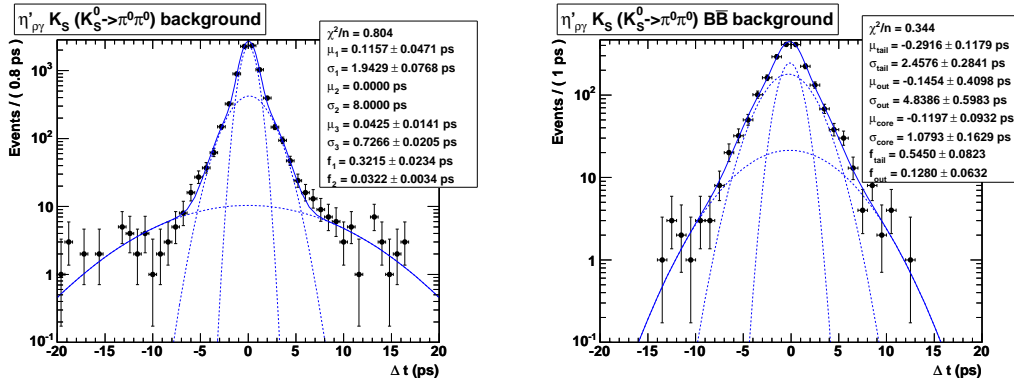 η'ργ KS (K0S->π0π0) background
χ2/n = 0.804
μ1 = 0.1157 ± 0.0471 ps
σ1 = 1.9429 ± 0.0768 ps
μ2 = 0.0000 ps
σ2 = 8.0000 ps
μ3 = 0.0425 ± 0.0141 ps
σ3 = 0.7266 ± 0.0205 ps
f1 = 0.3215 ± 0.0234 ps
f2 = 0.0322 ± 0.0034 ps
Events / ( 0.8 ps )
103
102
10
1
10-1
-20 -15 -10 -5 0 5 10 15 20
Δ t (ps)
η'ργ KS (K0S->π0π0) BB background
χ2/n = 0.344
μtail = -0.2916 ± 0.1179 ps
σtail = 2.4576 ± 0.2841 ps
μout = -0.1454 ± 0.4098 ps
σout = 4.8386 ± 0.5983 ps
μcore = -0.1197 ± 0.0932 ps
σcore = 1.0793 ± 0.1629 ps
ftail = 0.5450 ± 0.0823
fout = 0.1280 ± 0.0632
Events / ( 1 ps )
102
10
1
10-1
-20 -15 -10 -5 0 5 10 15 20
Δ t (ps)